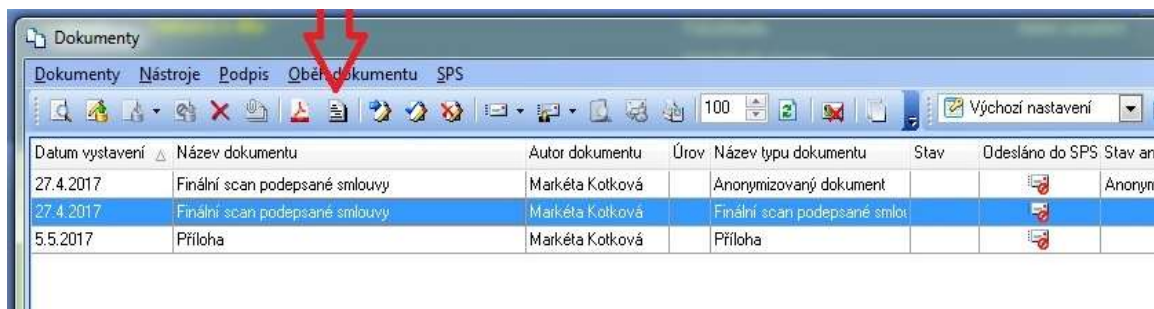 Dokumenty
Dokumenty Nástroje Podpis Oběh dokumentu SPS
100 Výchozí nastavení
Datum vystavení Název dokumentu Autor dokumentu Úrov Název typu dokumentu Stav Odesláno do SPS Stav an
27.4.2017 Finální scan podepsané smlouvy Markéta Kotková Anonymizovaný dokument Anonym
27.4.2017 Finální scan podepsané smlouvy Markéta Kotková Finální scan podepsané smlou
5.5.2017 Příloha Markéta Kotková Příloha